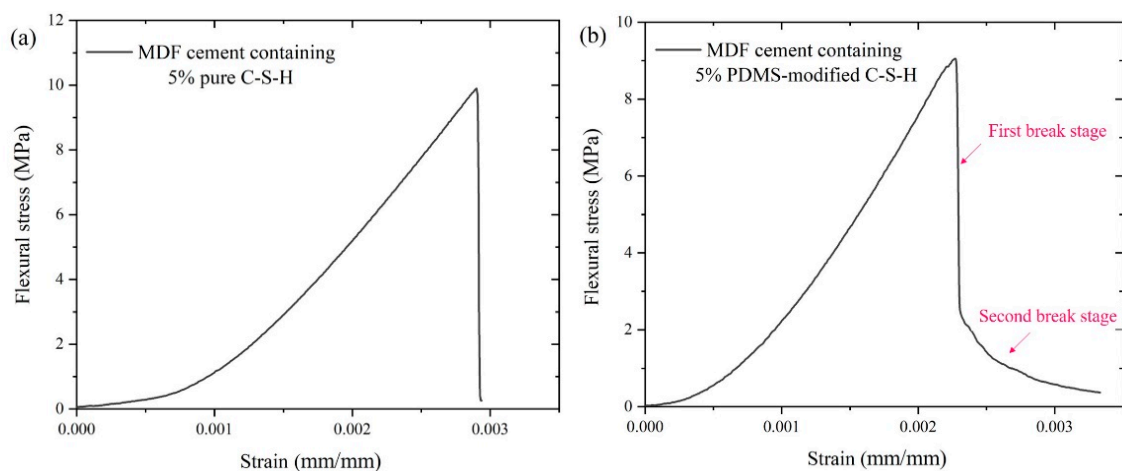 (a)
MDF cement containing
5% pure C-S-H
Flexural stress (MPa)
12
10
8
6
4
2
0
0.000
0.001
0.002
0.003
Strain (mm/mm)
(b)
MDF cement containing
5% PDMS-modified C-S-H
First break stage
Second break stage
Flexural stress (MPa)
10
8
6
4
2
0
0.000
0.001
0.002
0.003
Strain (mm/mm)